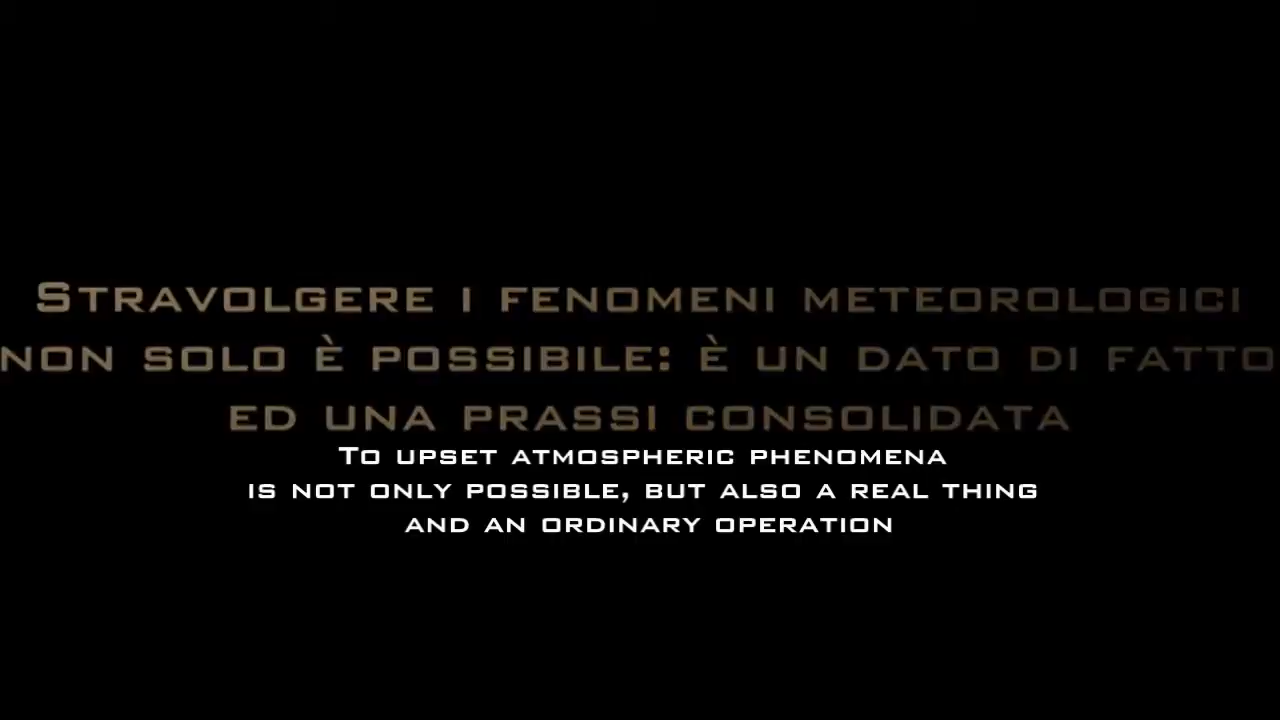 Stravolgere i fenomeni meteorologici
non solo è possibile: è un dato di fatto
ed una prassi consolidata
To upset atmospheric phenomena
is not only possible, but also a real thing
and an ordinary operation